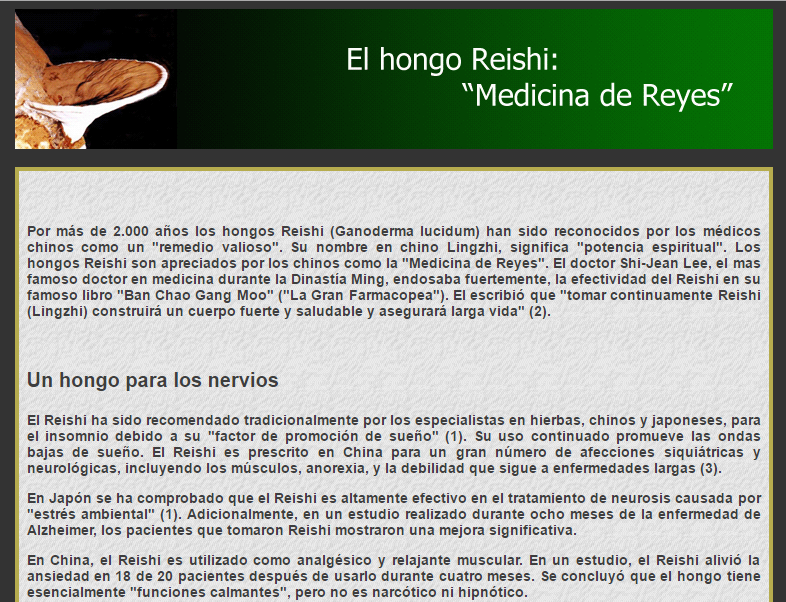 El hongo Reishi:
“Medicina de Reyes”
Por más de 2.000 años los hongos Reishi (Ganoderma lucidum) han sido reconocidos por los médicos
chinos como un "remedio valioso". Su nombre en chino Lingzhi, significa "potencia espiritual". Los
hongos Reishi son apreciados por los chinos como la "Medicina de Reyes". El doctor Shi-Jean Lee, el mas
famoso doctor en medicina durante la Dinastía Ming, endosaba fuertemente, la efectividad del Reishi en su
famoso libro "Ban Chao Gang Moo" ("La Gran Farmacopea"). El escribió que "tomar continuamente Reishi
(Lingzhi) construirá un cuerpo fuerte y saludable y asegurará larga vida" (2).
Un hongo para los nervios
El Reishi ha sido recomendado tradicionalmente por los especialistas en hierbas, chinos y japoneses, para
el insomnio debido a su "factor de promoción de sueño" (1). Su uso continuado promueve las ondas
bajas de sueño. El Reishi es prescrito en China para un gran número de afecciones siquiátricas y
neurológicas, incluyendo los músculos, anorexia, y la debilidad que sigue a enfermedades largas (3).
En Japón se ha comprobado que el Reishi es altamente efectivo en el tratamiento de neurosis causada por
"estrés ambiental" (1). Adicionalmente, en un estudio realizado durante ocho meses de la enfermedad de
Alzheimer, los pacientes que tomaron Reishi mostraron una mejora significativa.
En China, el Reishi es utilizado como analgésico y relajante muscular. En un estudio, el Reishi alivió la
ansiedad en 18 de 20 pacientes después de usarlo durante cuatro meses. Se concluyó que el hongo tiene
esencialmente "funciones calmantes", pero no es narcótico ni hipnótico.